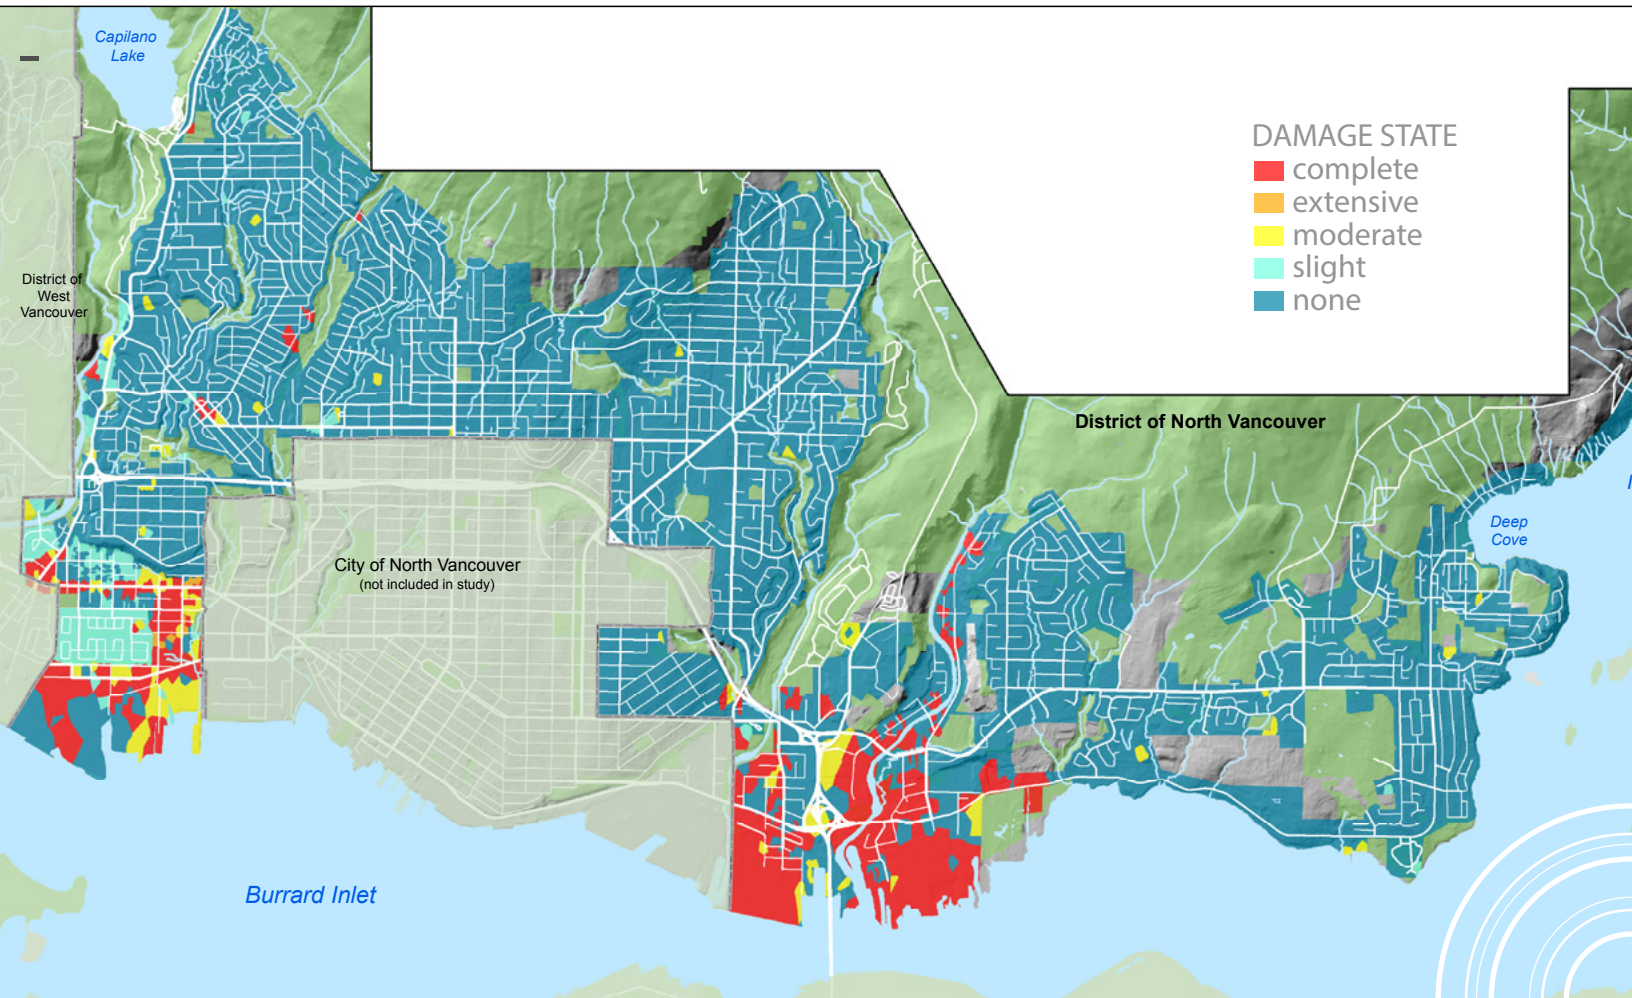 Capilano
Lake
DAMAGE STATE
complete
extensive
moderate
slight
none
District of
West
Vancouver
District of North Vancouver
Deep
Cove
City of North Vancouver
(not included in study)
Burrard Inlet